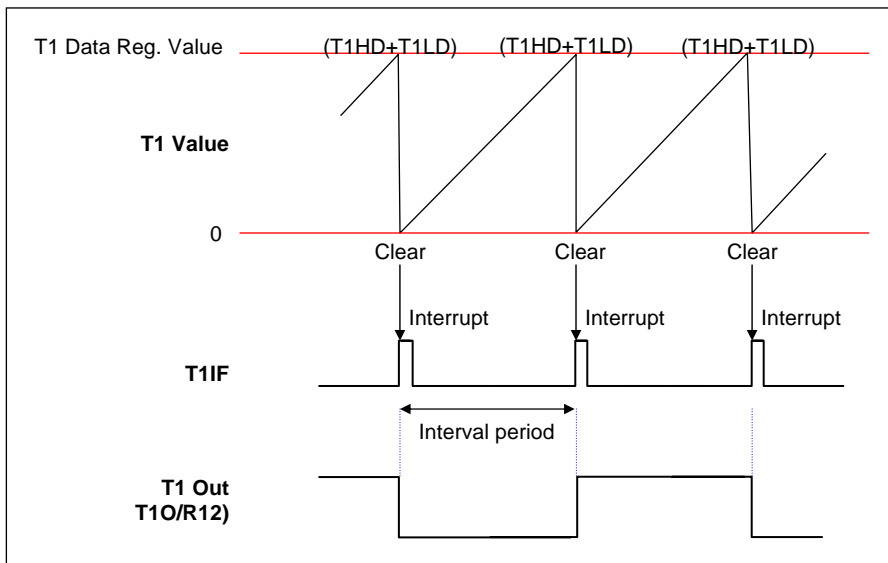 T1 Data Reg. Value
(T1HD+T1LD) (T1HD+T1LD) (T1HD+T1LD)
T1 Value
0
Clear Clear Clear
Interrupt Interrupt Interrupt
T1IF
Interval period
T1 Out
T1O/R12)